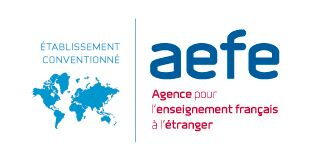 ÉTABLISSEMENT
CONVENTIONNÉ
aefe
Agence pour
l'enseignement français
à l'étranger